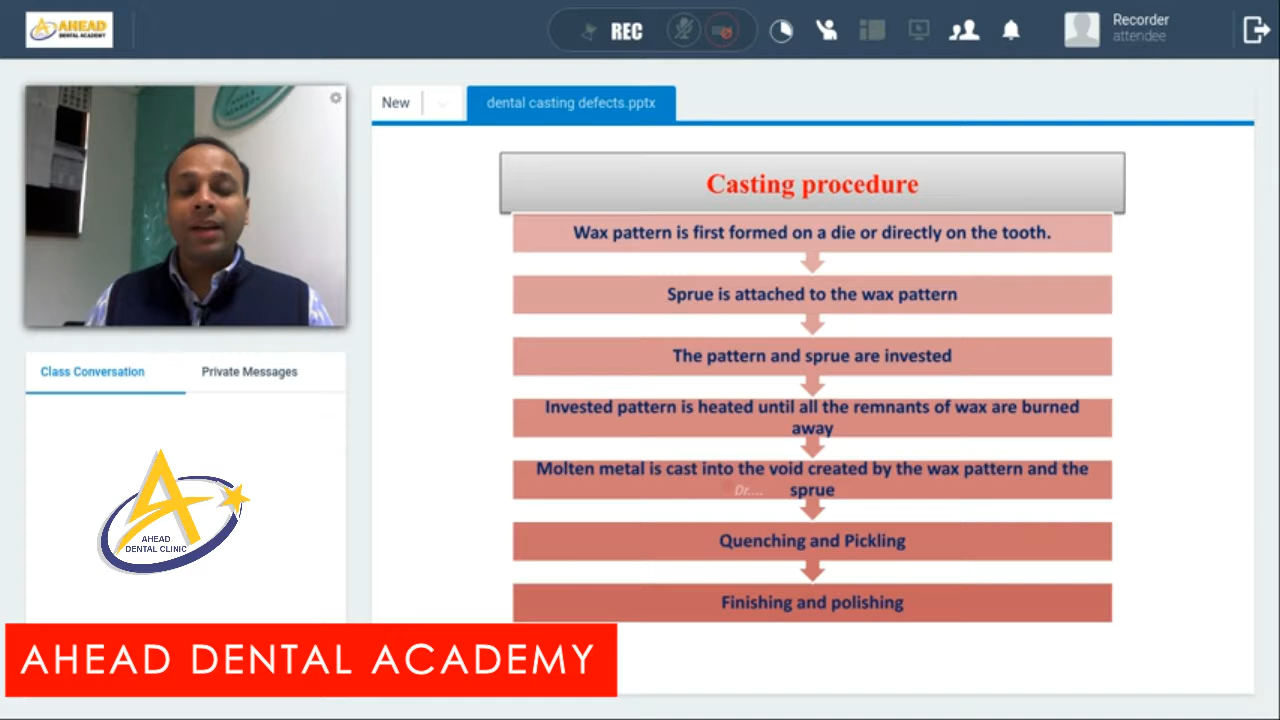 AHEAD
DENTAL ACADEMY
REC
Recorder
attendee
New
dental casting defects.pptx
Casting procedure
Wax pattern is first formed on a die or directly on the tooth.
Sprue is attached to the wax pattern
The pattern and sprue are invested
Invested pattern is heated until all the remnants of wax are burned
away
Molten metal is cast into the void created by the wax pattern and the
sprue
Dr....
Quenching and Pickling
Finishing and polishing
Class Conversation
Private Messages
AHEAD
DENTAL CLINIC
AHEAD DENTAL ACADEMY